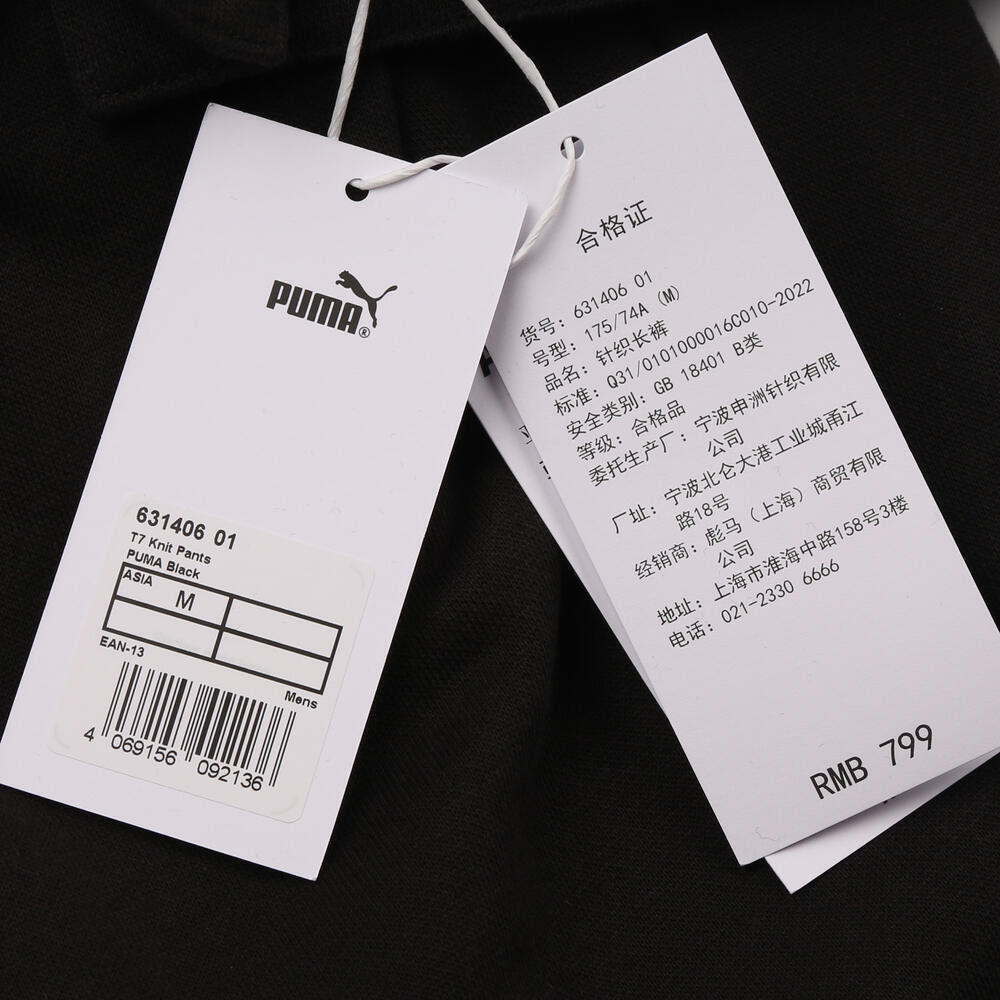 PUMA®
631406 01
T7 Knit Pants
PUMA Black
ASIA
M
EAN-13
Mens
4 069156 092136
合格证
货号: 631406 01
号型: 175/74A (M)
品名: 针织长裤
标准: Q31/0101000016C010-2022
安全类别: GB 18401 B类
等级: 合格品
委托生产厂: 宁波申洲针织有限
公司
厂址: 宁波北仑大港工业城甬江
路18号
经销商: 彪马（上海）商贸有限
公司
地址: 上海市淮海中路158号3楼
电话: 021-2330 6666
RMB 799